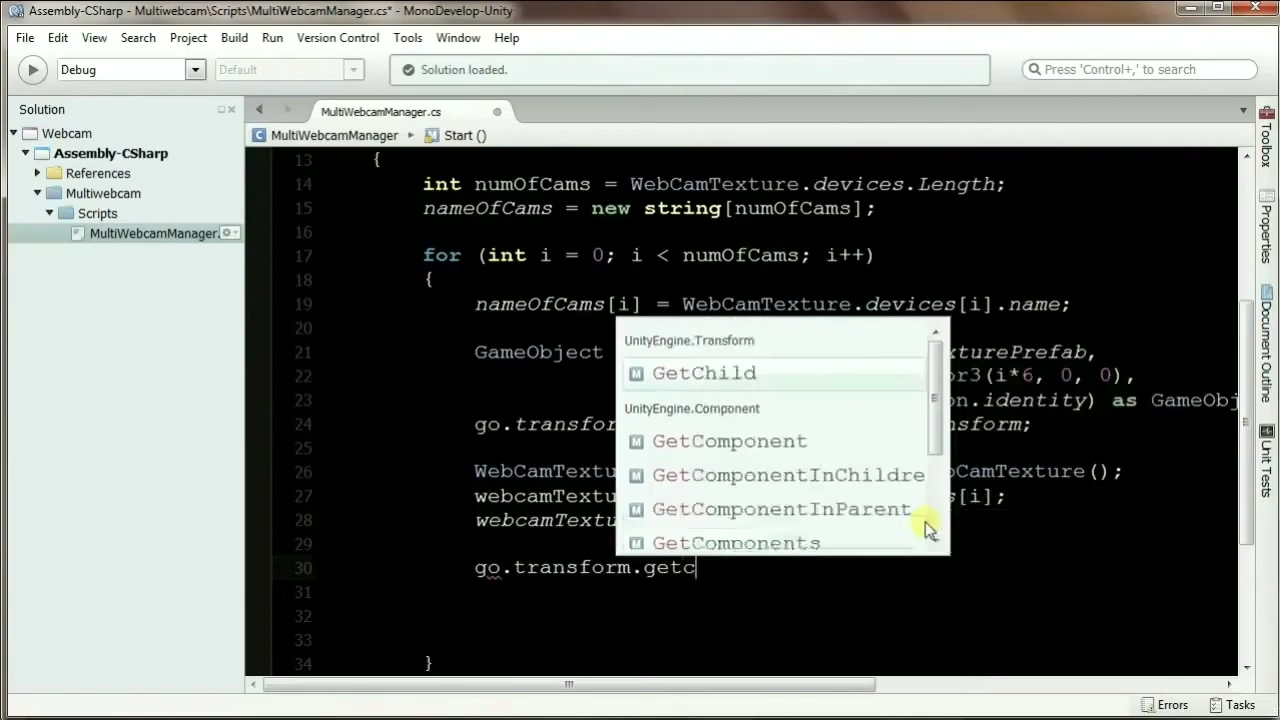 Assembly-CSharp - Multiwebcam\Scripts\MultiWebcamManager.cs* - MonoDevelop-Unity
File Edit View Search Project Build Run Version Control Tools Window Help
Debug Default Solution loaded. Press 'Control+,' to search
Solution
MultiWebcamManager.cs
MultiWebcamManager Start ()
Webcam
Assembly-CSharp
References
Multiwebcam
Scripts
MultiWebcamManager.
13 {
14 int numOfCams = WebCamTexture.devices.Length;
15 nameOfCams = new string[numOfCams];
16
17 for (int i = 0; i < numOfCams; i++)
18 {
19 nameOfCams[i] = WebCamTexture.devices[i].name;
20
21 GameObject xturePrefab,
22 or3(i*6, 0, 0),
23 on.identity) as GameObj
24 go.transfor nsform;
25
26 WebCamTextu bCamTexture();
27 webcamTextu s[i];
28 webcamTextu
29
30 go.transform.getc
31
32
33
34 }
UnityEngine.Transform
GetChild
UnityEngine.Component
GetComponent
GetComponentInChildre
GetComponentInParent
GetComponents
Toolbox
Properties
Document Outline
Unit Tests
Errors Tasks